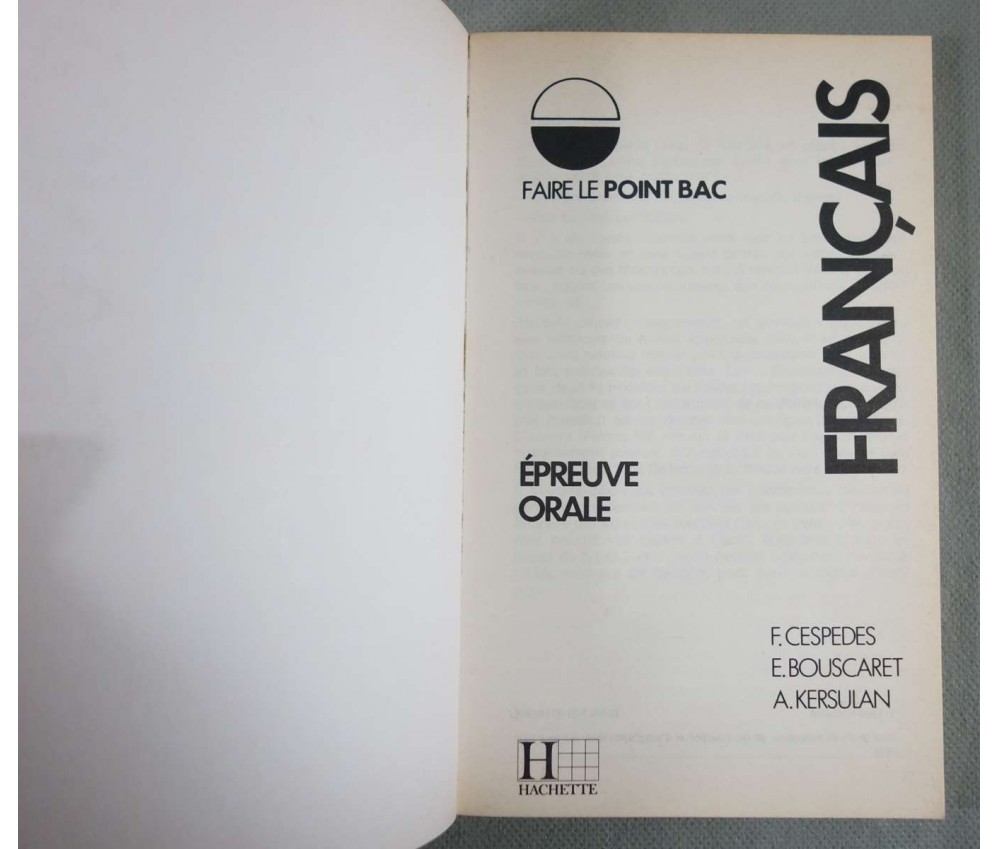 FAIRE LE POINT BAC
FRANÇAIS
ÉPREUVE
ORALE
F. CESPEDES
E. BOUSCARET
A. KERSULAN
H
HACHETTE